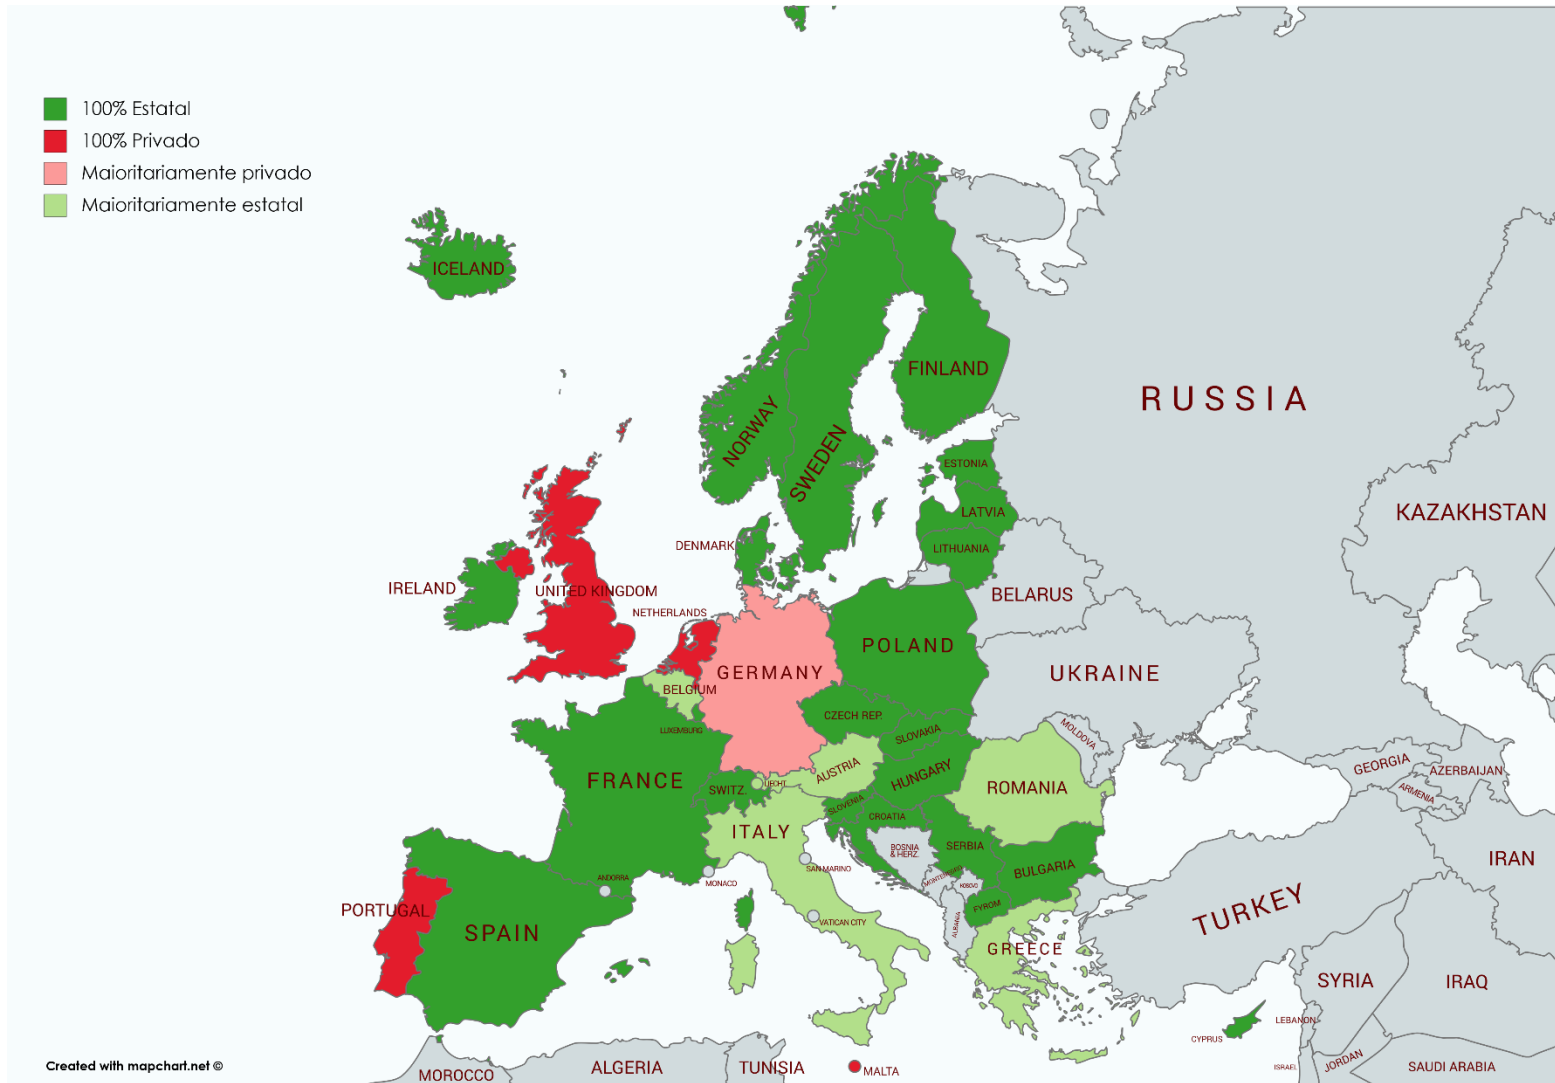 100% Estatal
100% Privado
Maioritariamente privado
Maioritariamente estatal
ICELAND
NORWAY
SWEDEN
FINLAND
RUSSIA
ESTONIA
LATVIA
LITHUANIA
DENMARK
KAZAKHSTAN
IRELAND
UNITED KINGDOM
NETHERLANDS
BELARUS
POLAND
GERMANY
BELGIUM
UKRAINE
LUXEMBURG
CZECH REP.
SLOVAKIA
MOLDOVA
FRANCE
SWITZ.
LIECHT.
AUSTRIA
HUNGARY
ROMANIA
GEORGIA
AZERBAIJAN
ARMENIA
SLOVENIA
CROATIA
ITALY
BOSNIA
& HERZ.
SERBIA
BULGARIA
IRAN
ANDORRA
MONACO
SAN MARINO
MONTENEGRO
KOSOVO
FYROM
ALBANIA
PORTUGAL
SPAIN
VATICAN CITY
GREECE
TURKEY
SYRIA
IRAQ
CYPRUS
LEBANON
ISRAEL
JORDAN
SAUDI ARABIA
MOROCCO
ALGERIA
TUNISIA
MALTA
Created with mapchart.net ©